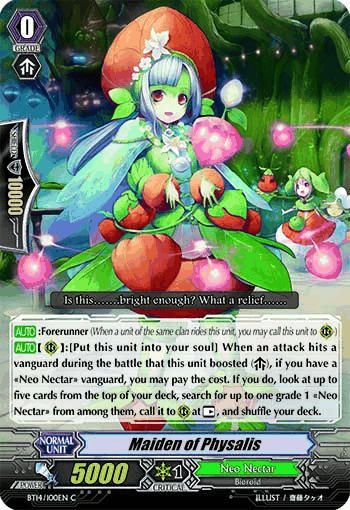 0
GRADE
10000
SHIELD
Is this……bright enough? What a relief……
AUTO:Forerunner (When a unit of the same clan rides this unit, you may call this unit to RC)
AUTO[RC]:[Put this unit into your soul] When an attack hits a
vanguard during the battle that this unit boosted (), if you have a
«Neo Nectar» vanguard, you may pay the cost. If you do, look at up to
five cards from the top of your deck, search for up to one grade 1 «Neo
Nectar» from among them, call it to RC at , and shuffle your deck.
NORMAL
UNIT
Maiden of Physalis
POWER
5000
1
CRITICAL
Neo Nectar
Bioroid
BT14/100EN C
ILLUST / 齋藤タヶオ